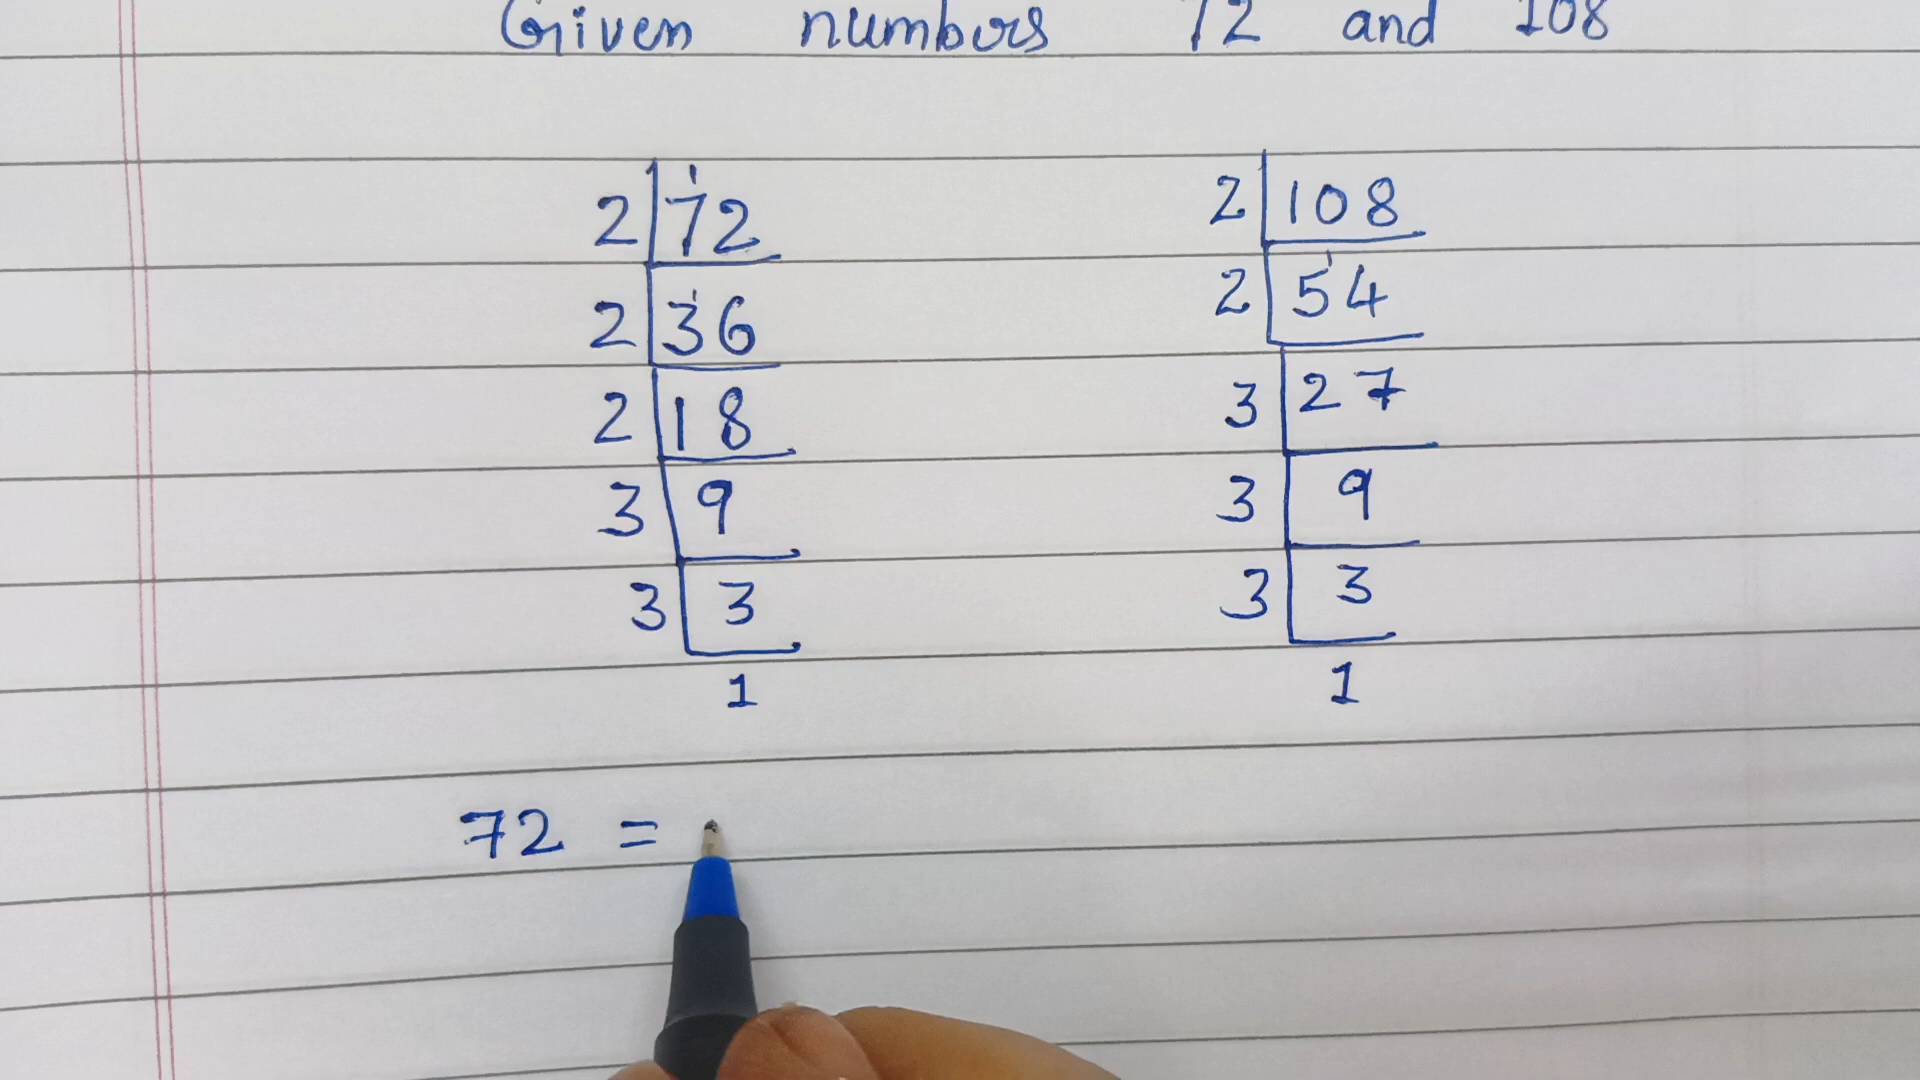 Given numbers 72 and 108
2 | 72    2 | 108
2 | 36    2 | 54
2 | 18    3 | 27
3 | 9    3 | 9
3 | 3    3 | 3
1    1
72 =